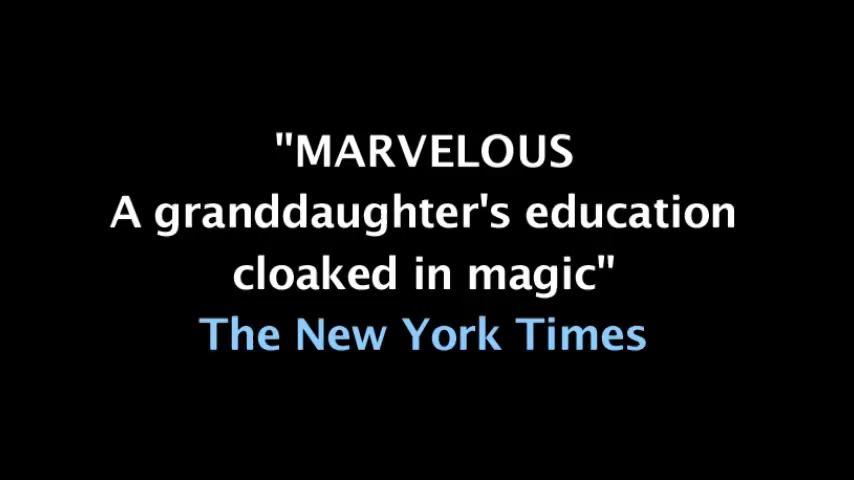 "MARVELOUS
A granddaughter's education
cloaked in magic"
The New York Times